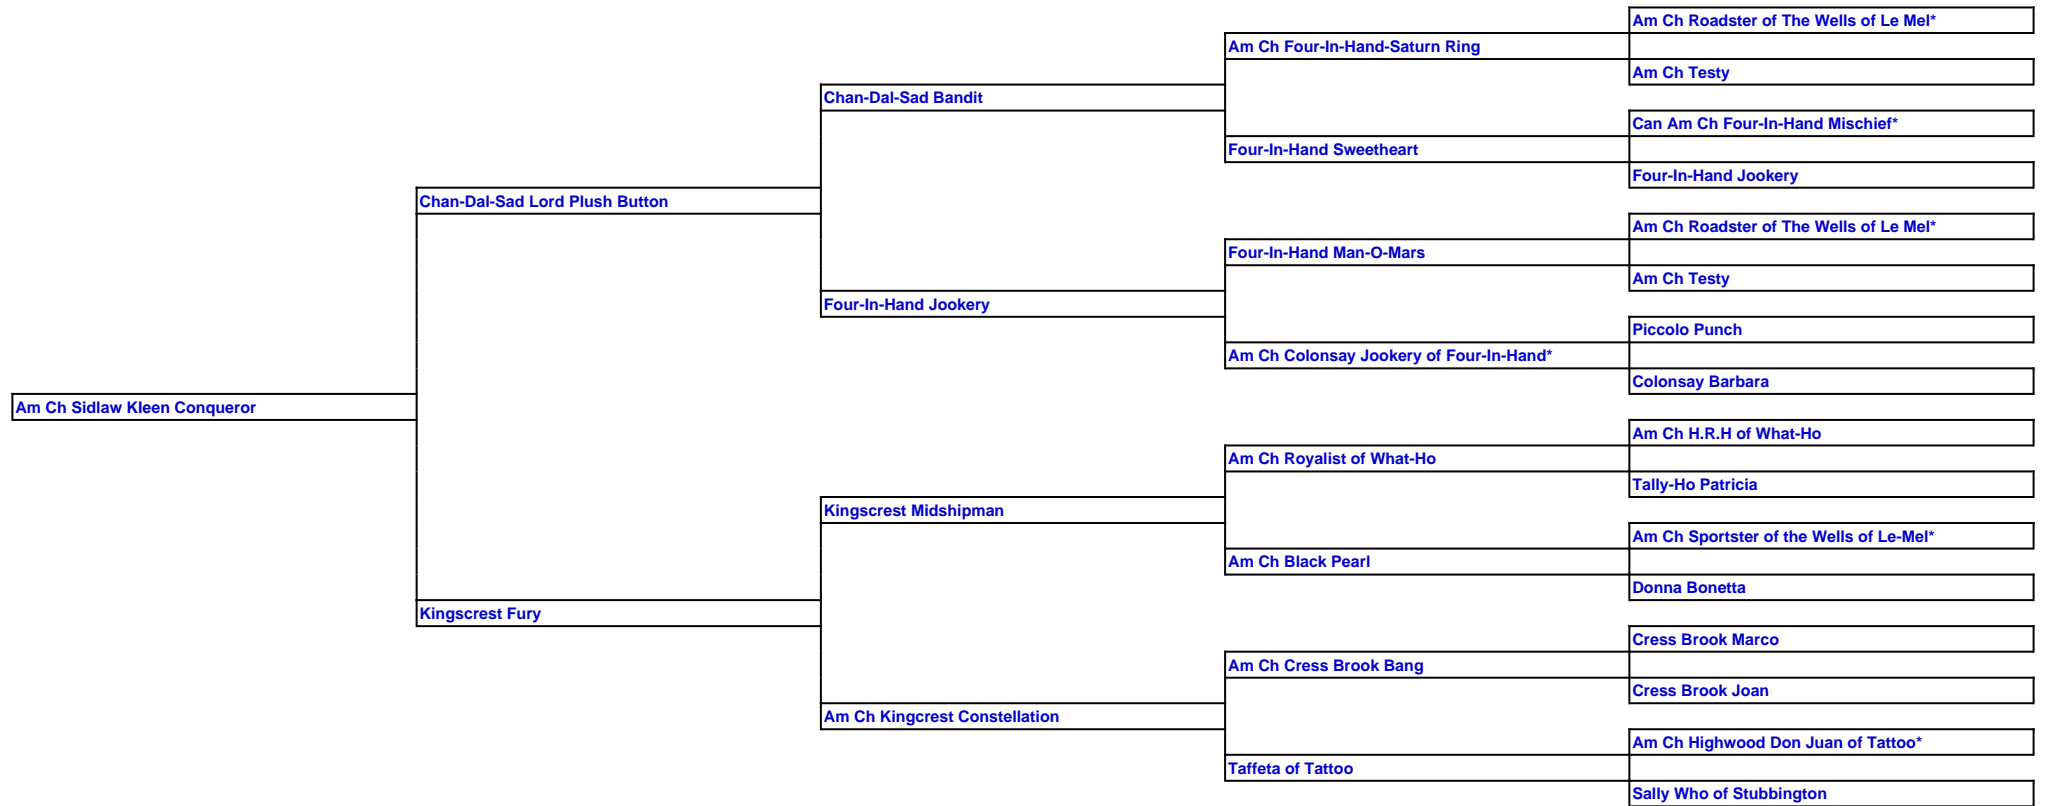 Am Ch Roadster of The Wells of Le Mel*
Am Ch Four-In-Hand-Saturn Ring
Am Ch Testy
Chan-Dal-Sad Bandit
Can Am Ch Four-In-Hand Mischief*
Four-In-Hand Sweetheart
Four-In-Hand Jookery
Chan-Dal-Sad Lord Plush Button
Am Ch Roadster of The Wells of Le Mel*
Four-In-Hand Man-O-Mars
Am Ch Testy
Four-In-Hand Jookery
Piccolo Punch
Am Ch Colonsay Jookery of Four-In-Hand*
Colonsay Barbara
Am Ch Sidlaw Kleen Conqueror
Am Ch H.R.H of What-Ho
Am Ch Royalist of What-Ho
Tally-Ho Patricia
Kingscrest Midshipman
Am Ch Sportster of the Wells of Le-Mel*
Am Ch Black Pearl
Donna Bonetta
Kingscrest Fury
Cress Brook Marco
Am Ch Cress Brook Bang
Cress Brook Joan
Am Ch Kingcrest Constellation
Am Ch Highwood Don Juan of Tattoo*
Taffeta of Tattoo
Sally Who of Stubbington